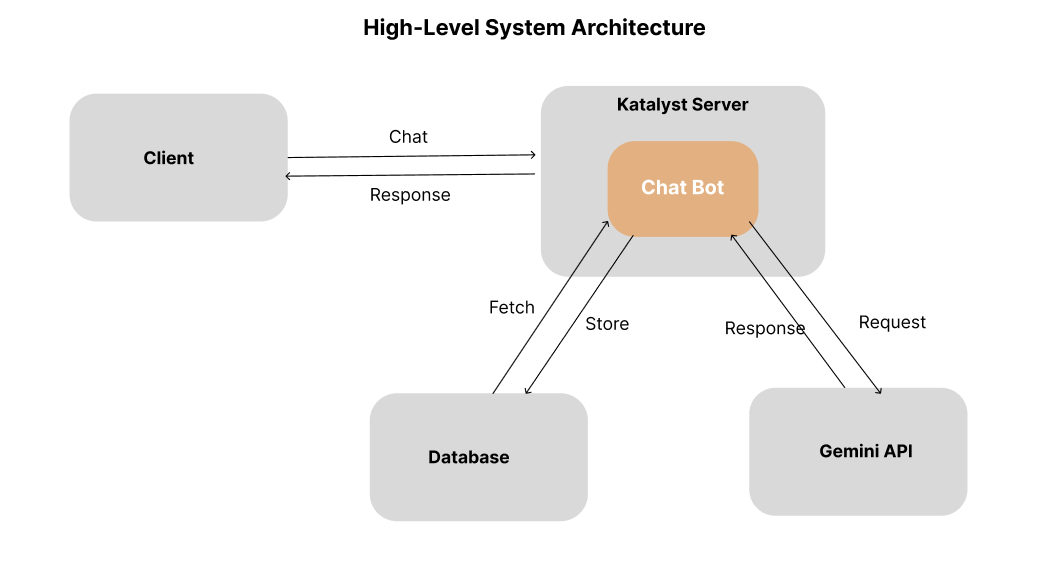 High-Level System Architecture
Katalyst Server
Chat
Client
Chat Bot
Response
Fetch
Store
Response
Request
Database
Gemini API